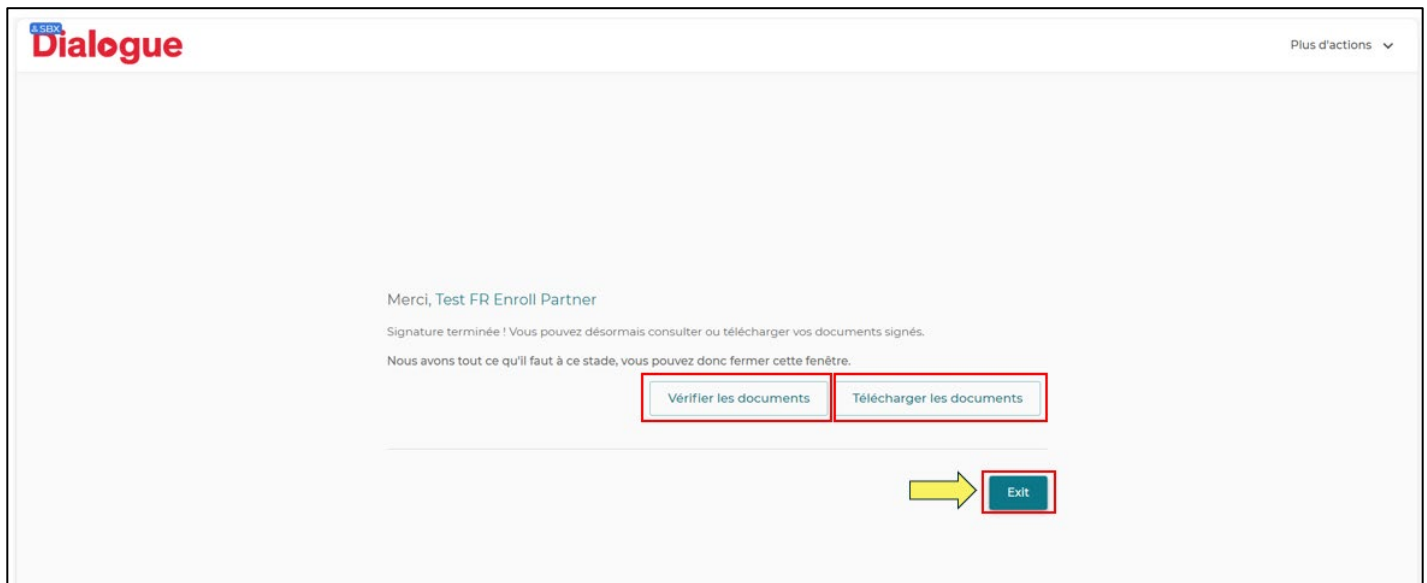 SBX
Dialogue
Plus d'actions
Merci, Test FR Enroll Partner
Signature terminée ! Vous pouvez désormais consulter ou télécharger vos documents signés.
Nous avons tout ce qu'il faut à ce stade, vous pouvez donc fermer cette fenêtre.
Vérifier les documents
Télécharger les documents
Exit